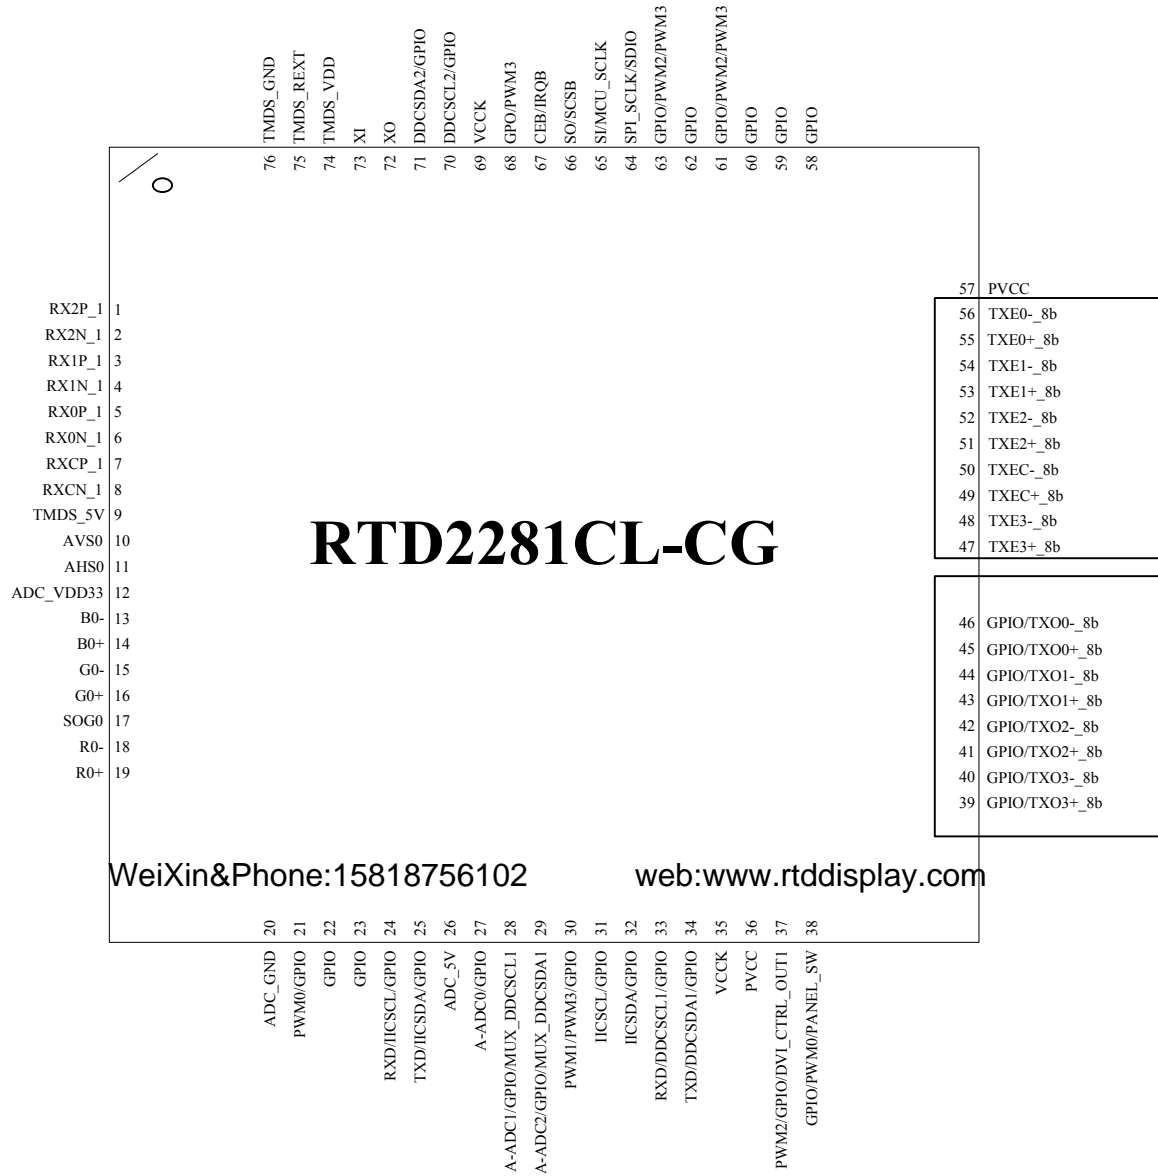 76 TMDS_GND
75 TMDS_REXT
74 TMDS_VDD
73 XI
72 XO
71 DDCSDA2/GPIO
70 DDCSCL2/GPIO
69 VCCK
68 GPO/PWM3
67 CEB/IRQB
66 SO/SCSB
65 SI/MCU_SCLK
64 SPI_SCLK/SDIO
63 GPIO/PWM2/PWM3
62 GPIO
61 GPIO/PWM2/PWM3
60 GPIO
59 GPIO
58 GPIO
RX2P_1 1
RX2N_1 2
RX1P_1 3
RX1N_1 4
RX0P_1 5
RX0N_1 6
RXCP_1 7
RXCN_1 8
TMDS_5V 9
AVS0 10
AHS0 11
ADC_VDD33 12
B0- 13
B0+ 14
G0- 15
G0+ 16
SOG0 17
R0- 18
R0+ 19
RTD2281CL-CG
57 PVCC
56 TXE0-_8b
55 TXE0+_8b
54 TXE1-_8b
53 TXE1+_8b
52 TXE2-_8b
51 TXE2+_8b
50 TXEC-_8b
49 TXEC+_8b
48 TXE3-_8b
47 TXE3+_8b
46 GPIO/TXO0-_8b
45 GPIO/TXO0+_8b
44 GPIO/TXO1-_8b
43 GPIO/TXO1+_8b
42 GPIO/TXO2-_8b
41 GPIO/TXO2+_8b
40 GPIO/TXO3-_8b
39 GPIO/TXO3+_8b
WeiXin&Phone:15818756102 web:www.rtddisplay.com
ADC_GND 20
PWM0/GPIO 21
GPIO 22
GPIO 23
RXD/IICSCL/GPIO 24
TXD/IICSDA/GPIO 25
ADC_5V 26
A-ADC0/GPIO 27
A-ADC1/GPIO/MUX_DDCSCL1 28
A-ADC2/GPIO/MUX_DDCSDA1 29
PWM1/PWM3/GPIO 30
IICSCL/GPIO 31
IICSDA/GPIO 32
RXD/DDCSCL1/GPIO 33
TXD/DDCSDA1/GPIO 34
VCCK 35
PVCC 36
PWM2/GPIO/DVI_CTRL_OUT1 37
GPIO/PWM0/PANEL_SW 38